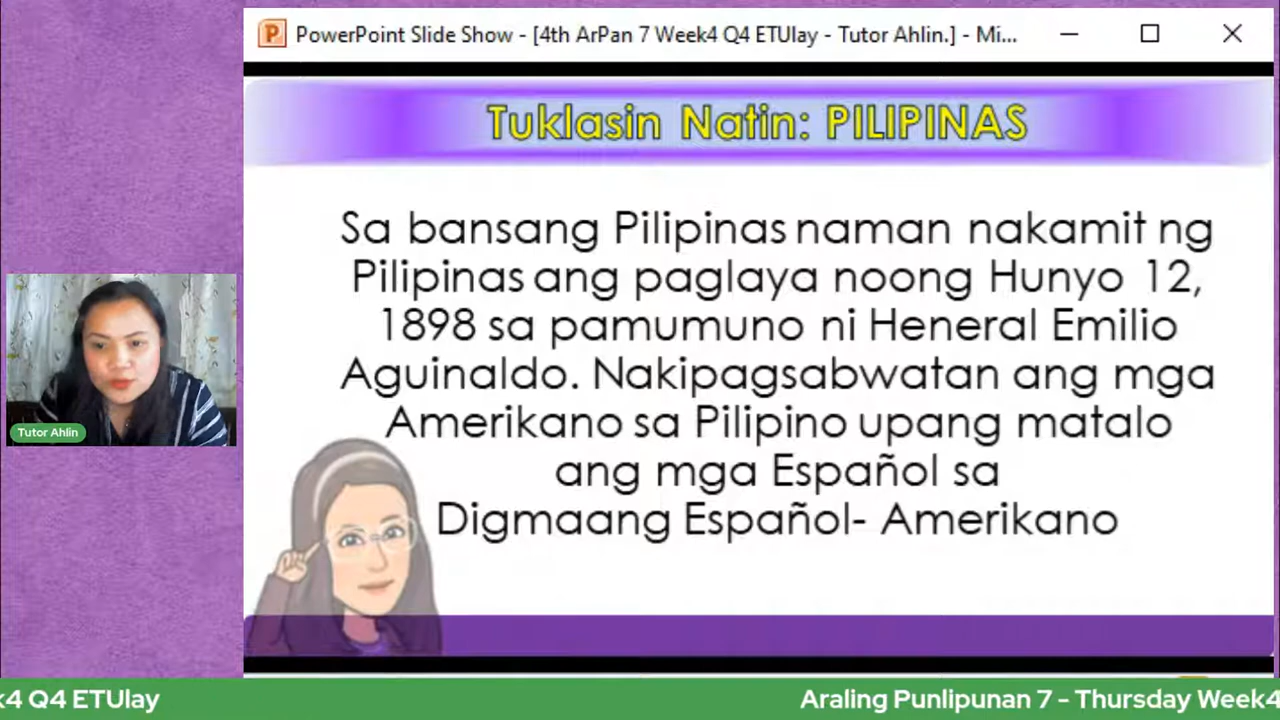 PowerPoint Slide Show - [4th ArPan 7 Week4 Q4 ETUlay - Tutor Ahlin.] - Mi...
Tuklasin Natin: PILIPINAS
Sa bansang Pilipinas naman nakamit ng
Pilipinas ang paglaya noong Hunyo 12,
1898 sa pamumuno ni Heneral Emilio
Aguinaldo. Nakipagsabwatan ang mga
Amerikano sa Pilipino upang matalo
ang mga Español sa
Digmaang Español- Amerikano
Tutor Ahlin
k4 Q4 ETUlay
Araling Punlipunan 7 - Thursday Week4